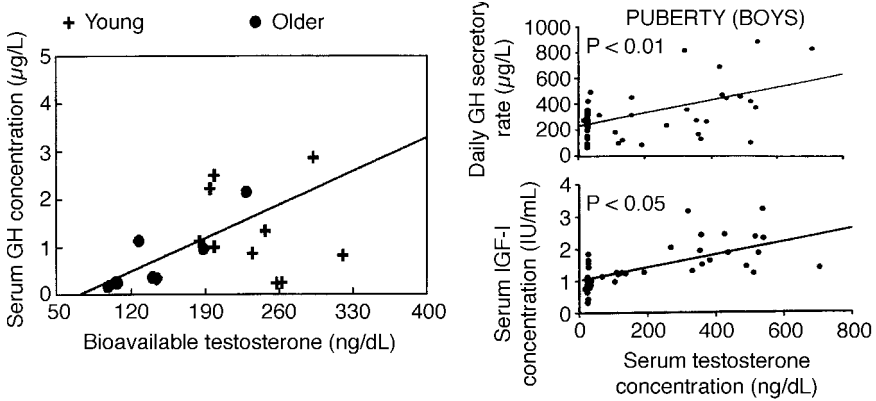 + Young ● Older
Serum GH concentration (µg/L)
5
4
3
2
1
0
50 120 190 260 330 400
Bioavailable testosterone (ng/dL)
PUBERTY (BOYS)
Daily GH secretory
rate (µg/L)
1000
800
600
400
200
0
P < 0.01
Serum IGF-I
concentration (IU/mL)
4
3
2
1
0
P < 0.05
0 200 400 600 800
Serum testosterone
concentration (ng/dL)